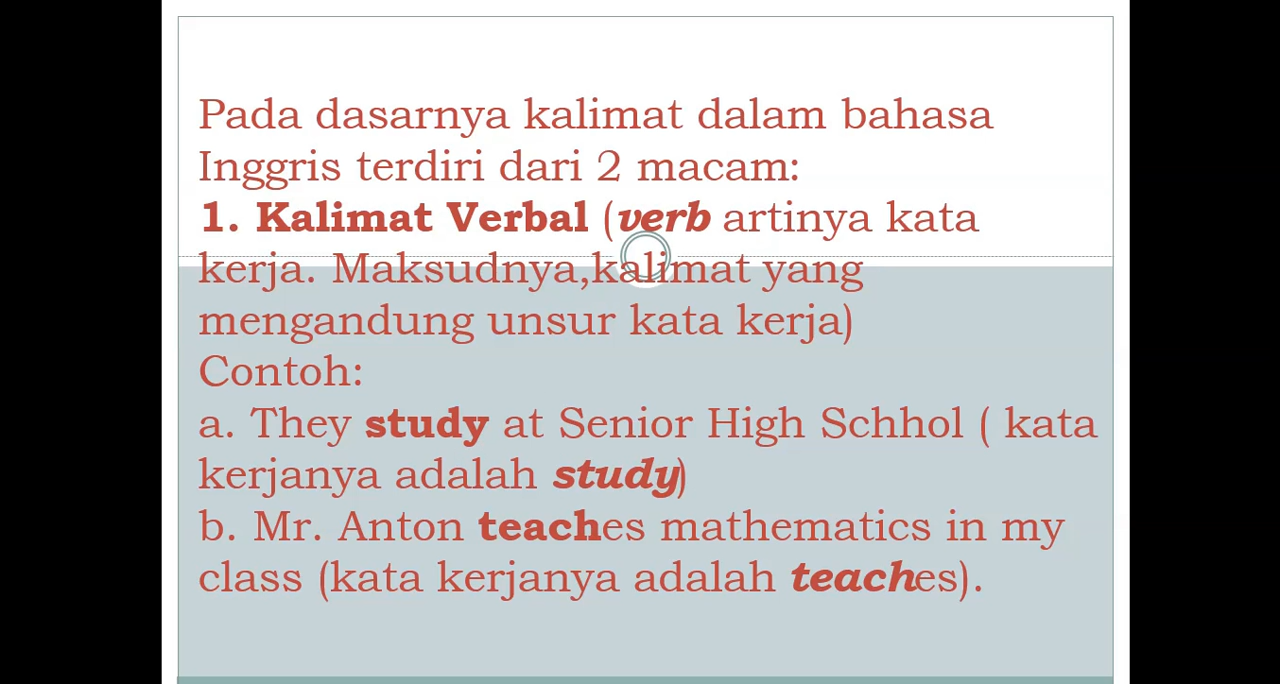 Pada dasarnya kalimat dalam bahasa
Inggris terdiri dari 2 macam:
1. Kalimat Verbal (verb artinya kata
kerja. Maksudnya,kalimat yang
mengandung unsur kata kerja)
Contoh:
a. They study at Senior High Schhol ( kata
kerjanya adalah study)
b. Mr. Anton teaches mathematics in my
class (kata kerjanya adalah teaches).